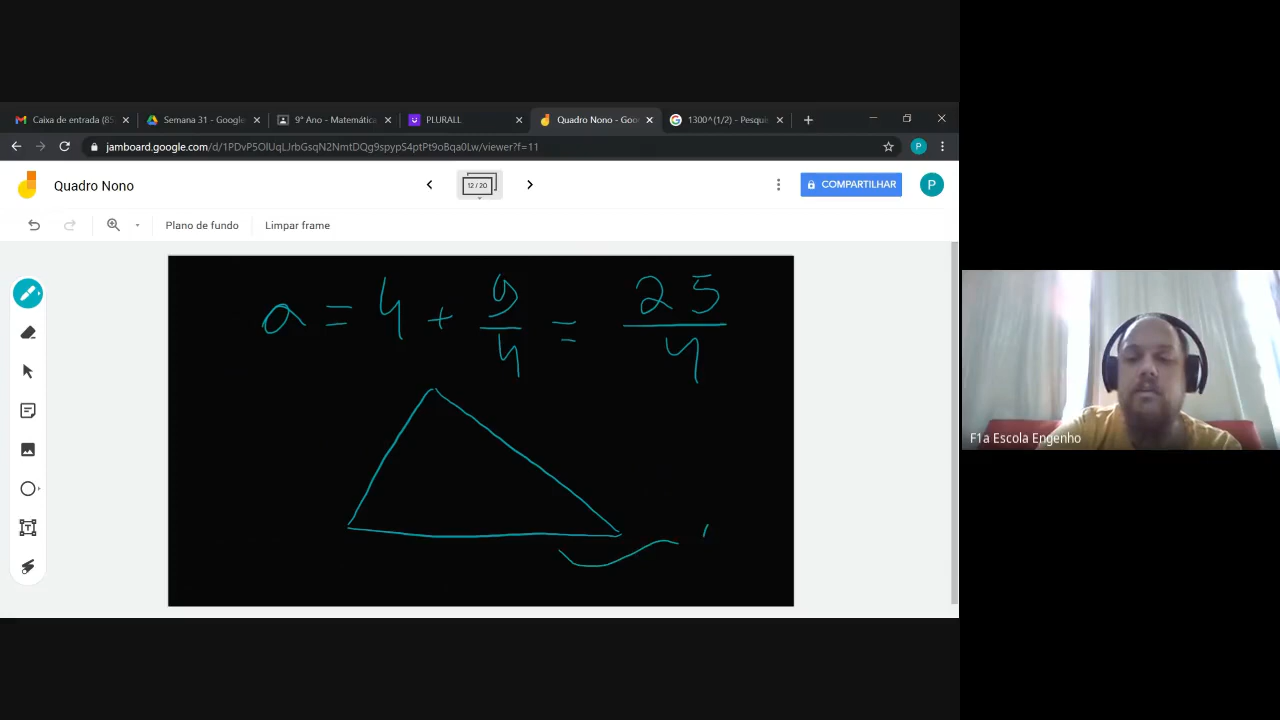 Caixa de entrada (85
Semana 31 - Google
9° Ano - Matemática
PLURALL
Quadro Nono - Goo
1300^(1/2) - Pesqui
jamboard.google.com/d/1PDvP5OIUqLJrbGsqN2NmtDQg9spypS4ptPt9oBqa0Lw/viewer?f=11
P
Quadro Nono
12 / 20
COMPARTILHAR
P
Plano de fundo
Limpar frame
a = 4 + 9/4 = 25/4
F1a Escola Engenho